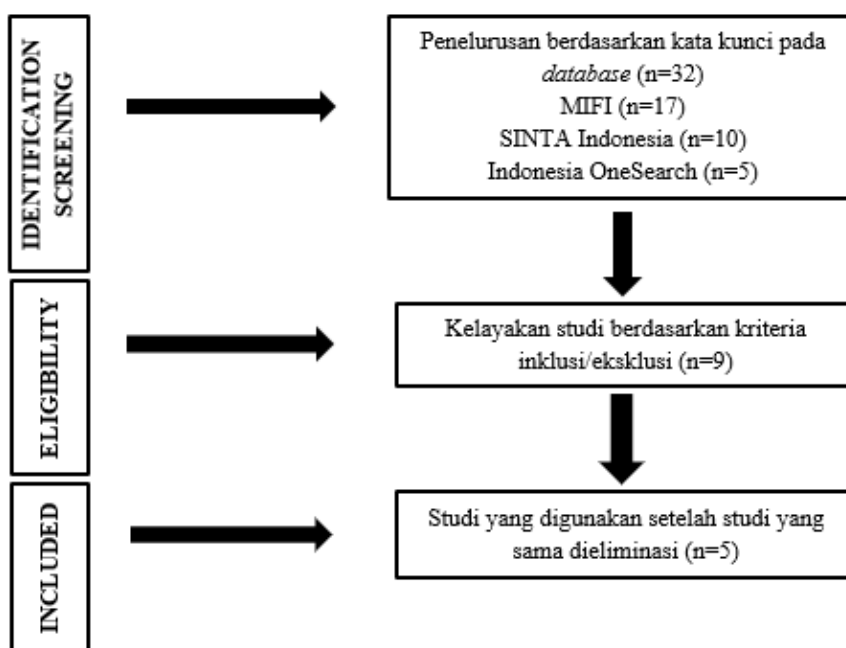 IDENTIFICATION
SCREENING
Penelurusan berdasarkan kata kunci pada
database (n=32)
MIFI (n=17)
SINTA Indonesia (n=10)
Indonesia OneSearch (n=5)
ELIGIBILITY
Kelayakan studi berdasarkan kriteria
inklusi/eksklusi (n=9)
INCLUDED
Studi yang digunakan setelah studi yang
sama dieliminasi (n=5)